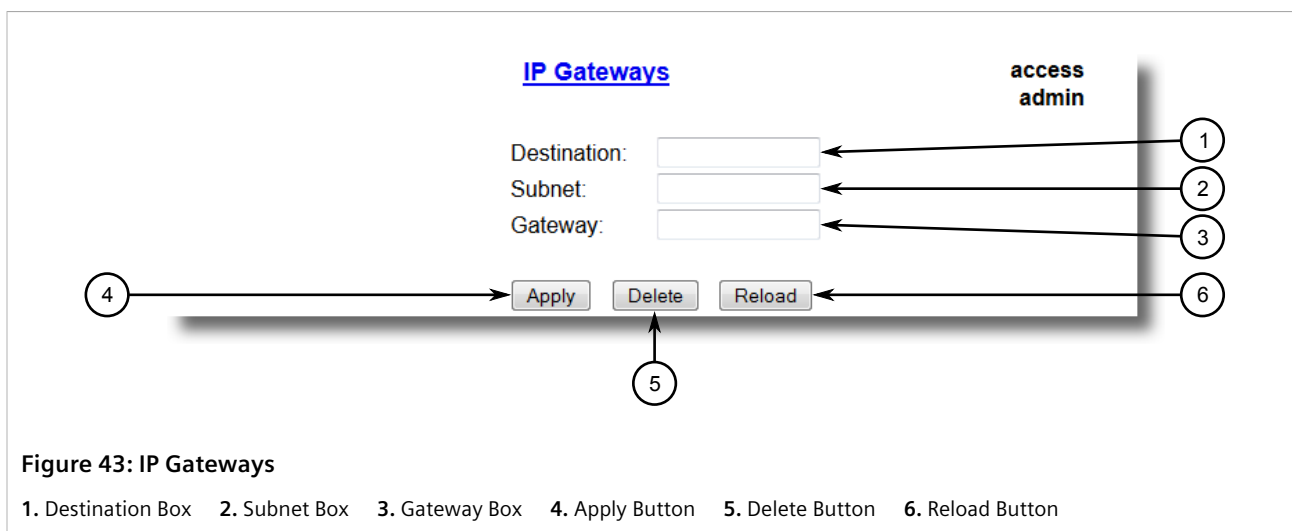 IP Gateways
access
admin
Destination:
1
Subnet:
2
Gateway:
3
4
Apply
Delete
Reload
6
5
Figure 43: IP Gateways
1. Destination Box 2. Subnet Box 3. Gateway Box 4. Apply Button 5. Delete Button 6. Reload Button